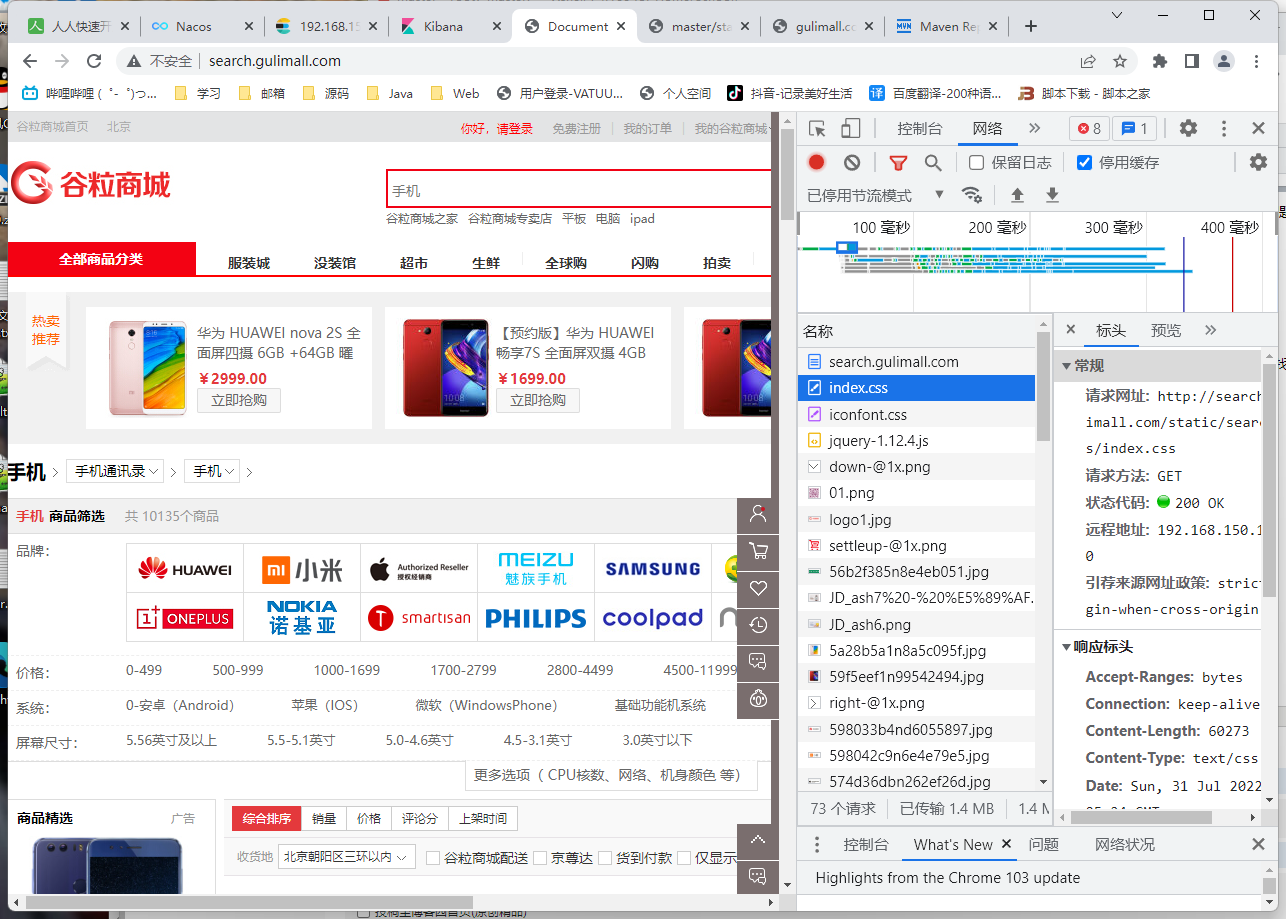 人人快速开
Nacos
192.168.15
Kibana
Document
master/sta
gulimall.co
Maven Rep
不安全
search.gulimall.com
哔哩哔哩 ( ゜- ゜)つ...
学习
邮箱
源码
Java
Web
用户登录-VATUU...
个人空间
抖音-记录美好生活
百度翻译-200种语...
脚本下载 - 脚本之家
谷粒商城首页 北京
你好，请登录 免费注册 我的订单 我的谷粒商城
谷粒商城
手机
谷粒商城之家 谷粒商城专卖店 平板 电脑 ipad
全部商品分类 服装城 没装馆 超市 生鲜 全球购 闪购 拍卖
热卖
推荐
华为 HUAWEI nova 2S 全
面屏四摄 6GB +64GB 曜
￥2999.00
立即抢购
【预约版】华为 HUAWEI
畅享7S 全面屏双摄 4GB
￥1699.00
立即抢购
手机 手机通讯录 手机
手机 商品筛选 共 10135个商品
品牌：
HUAWEI
mi 小米
Authorized Reseller
授权经销商
MEIZU
魅族手机
SAMSUNG
ONEPLUS
NOKIA
诺基亚
smartisan
PHILIPS
coolpad
价格： 0-499 500-999 1000-1699 1700-2799 2800-4499 4500-11999
系统： 0-安卓（Android） 苹果（IOS） 微软（WindowsPhone） 基础功能机系统
屏幕尺寸： 5.56英寸及以上 5.5-5.1英寸 5.0-4.6英寸 4.5-3.1英寸 3.0英寸以下
更多选项（ CPU核数、网络、机身颜色 等）
商品精选 广告
综合排序 销量 价格 评论分 上架时间
收货地 北京朝阳区三环以内 谷粒商城配送 京尊达 货到付款 仅显示
控制台 网络 8 1
保留日志 停用缓存
已停用节流模式
100 毫秒 200 毫秒 300 毫秒 400 毫秒
名称
search.gulimall.com
index.css
iconfont.css
jquery-1.12.4.js
down-@1x.png
01.png
logo1.jpg
settleup-@1x.png
56b2f385n8e4eb051.jpg
JD_ash7%20-%20%E5%89%AF.
JD_ash6.png
5a28b5a1n8a5c095f.jpg
59f5eef1n99542494.jpg
right-@1x.png
598033b4nd6055897.jpg
598042c9n6e4e79e5.jpg
574d36dbn262ef26d.jpg
73 个请求 已传输 1.4 MB 1.4 M
标头 预览
常规
请求网址: http://search
imall.com/static/sear
s/index.css
请求方法: GET
状态代码: 200 OK
远程地址: 192.168.150.1
0
引荐来源网址政策: stric
gin-when-cross-origin
响应标头
Accept-Ranges: bytes
Connection: keep-alive
Content-Length: 60273
Content-Type: text/css
Date: Sun, 31 Jul 2022
控制台 What's New 问题 网络状况
Highlights from the Chrome 103 update